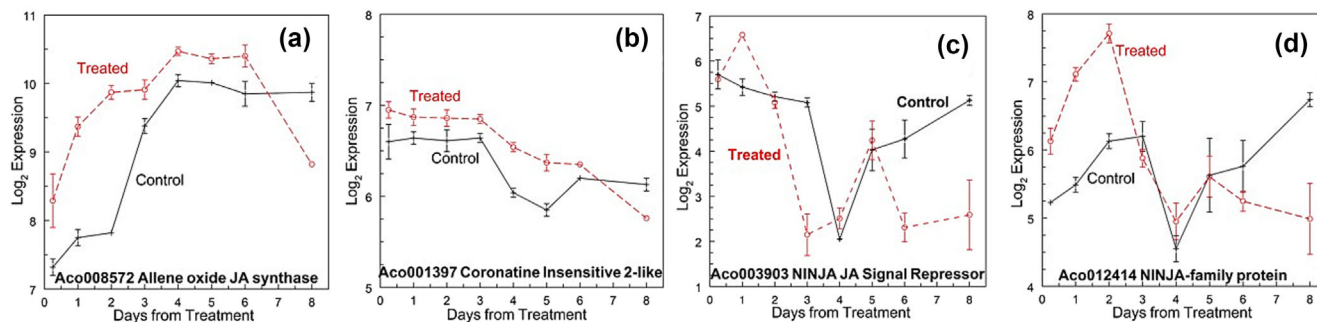 (a)
Log2 Expression
11
10
9
8
7
Treated
Control
Aco008572 Allene oxide JA synthase
0 1 2 3 4 5 6 7 8
Days from Treatment
(b)
Log2 Expression
8
7
6
5
Treated
Control
Aco001397 Coronatine Insensitive 2-like
0 1 2 3 4 5 6 7 8
Days from Treatment
(c)
Log2 Expression
7
6
5
4
3
2
1
Control
Treated
Aco003903 NINJA JA Signal Repressor
0 1 2 3 4 5 6 7 8
Days from Treatment
(d)
Log2 Expression
8
7
6
5
4
Treated
Control
Aco012414 NINJA-family protein
0 1 2 3 4 5 6 7 8
Days from Treatment